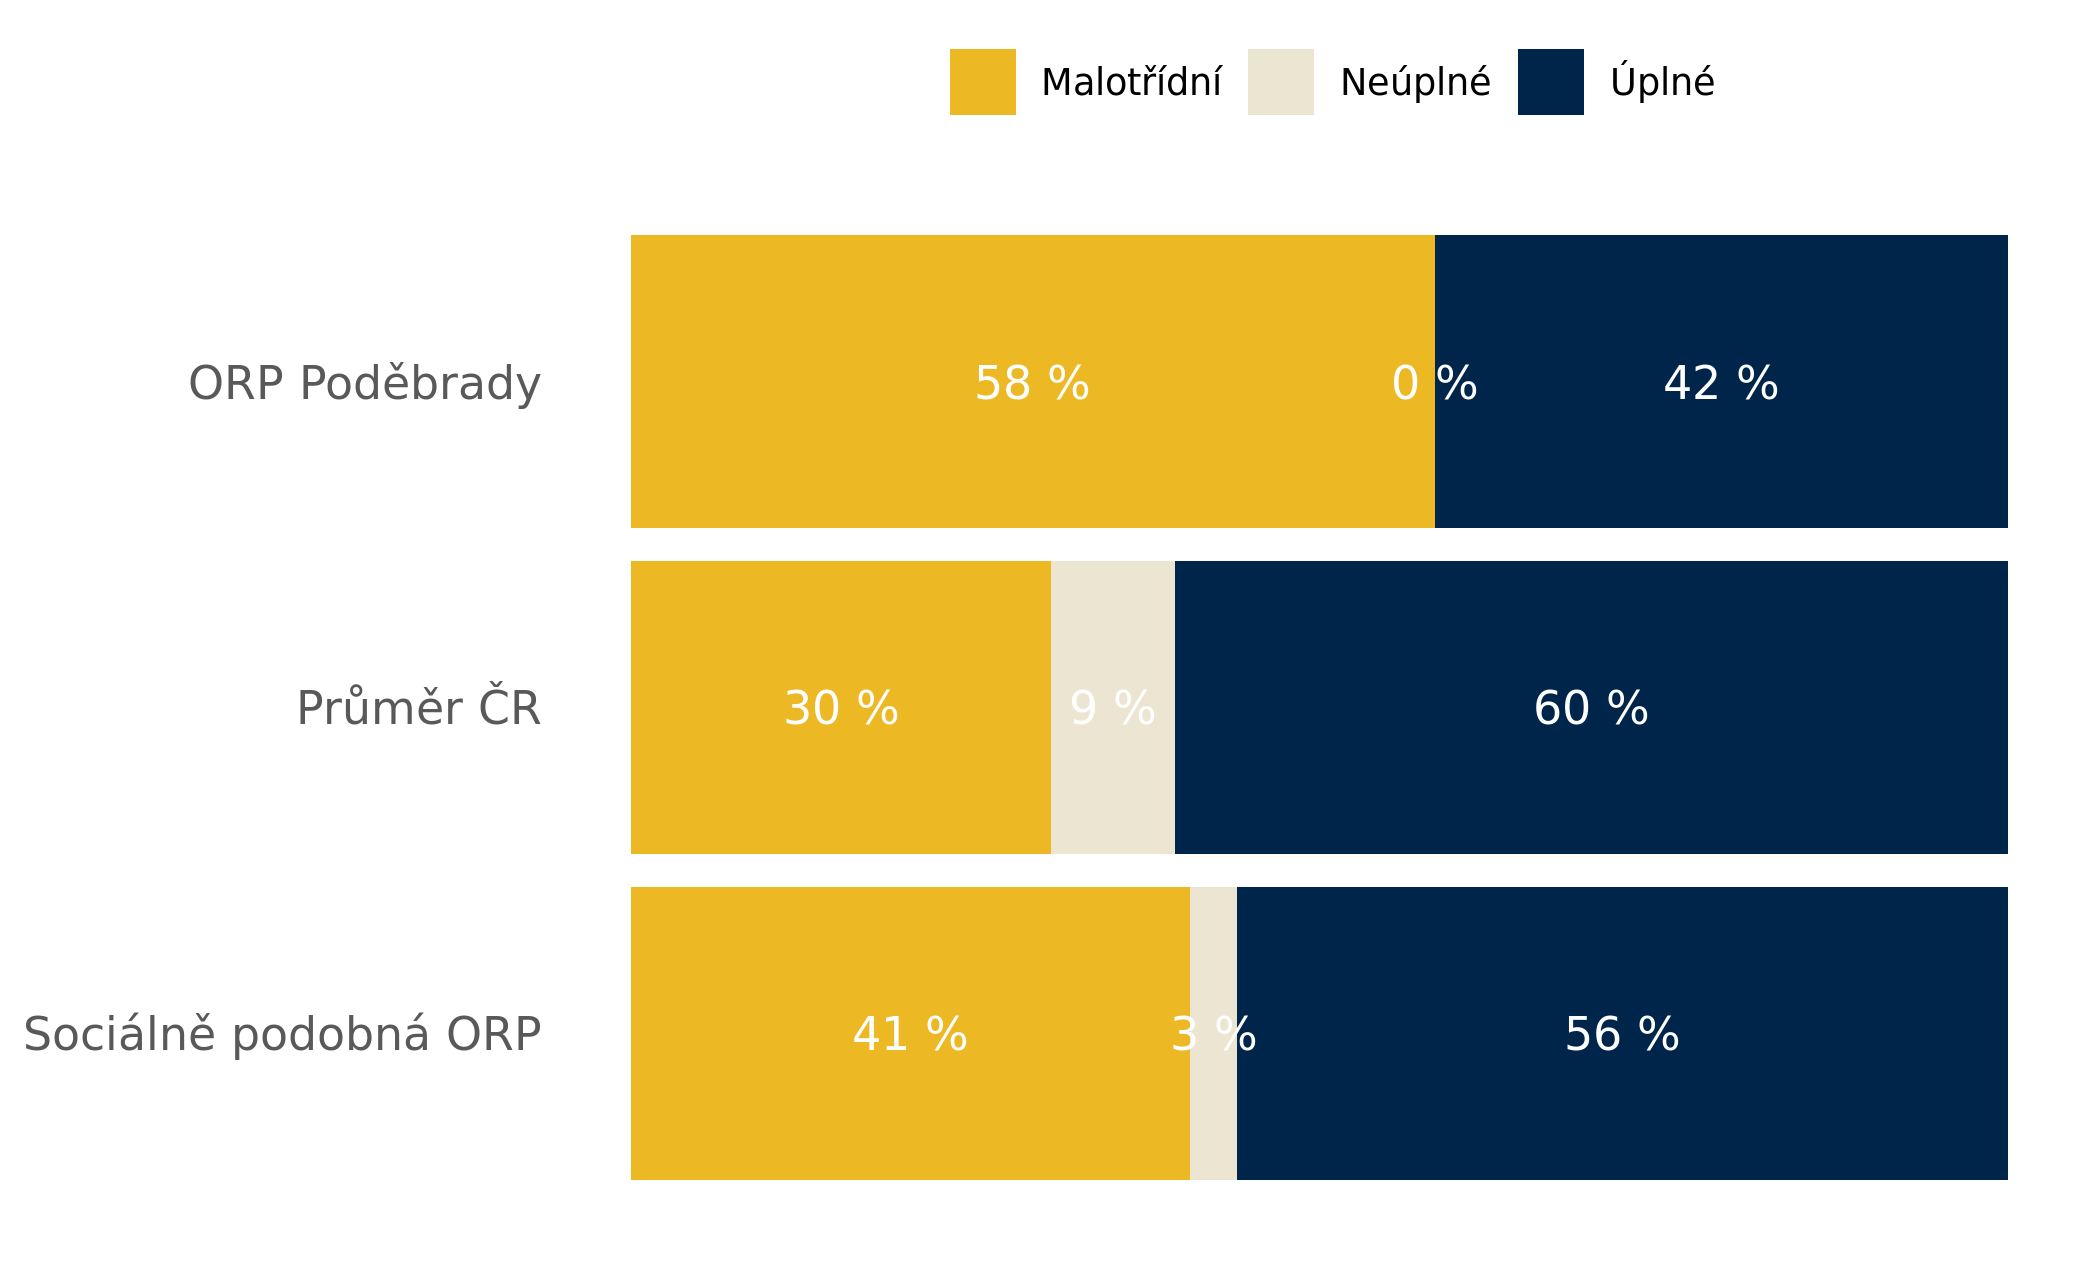 Malotřídní Neúplné Úplné
ORP Poděbrady 58 % 0 % 42 %
Průměr ČR 30 % 9 % 60 %
Sociálně podobná ORP 41 % 3 % 56 %